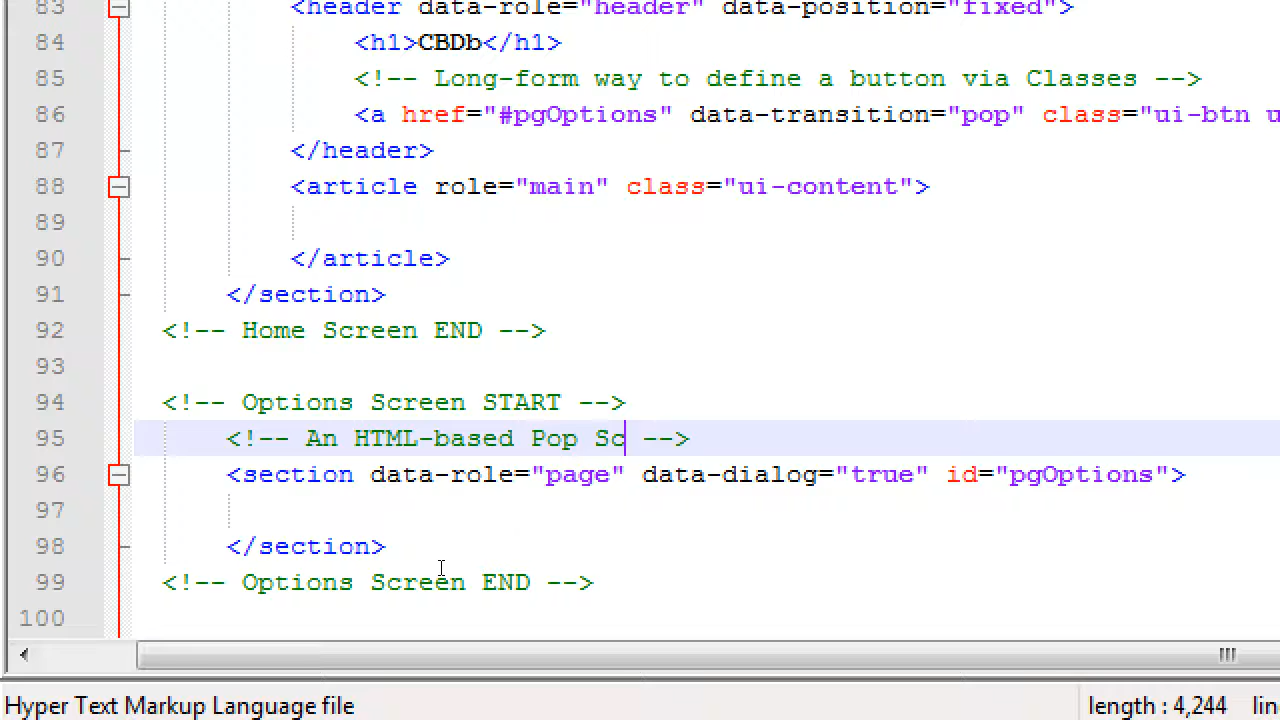 83 <header data-role="header" data-position="fixed">
84 <h1>CBDb</h1>
85 <!-- Long-form way to define a button via Classes -->
86 <a href="#pgOptions" data-transition="pop" class="ui-btn u
87 </header>
88 <article role="main" class="ui-content">
89
90 </article>
91 </section>
92 <!-- Home Screen END -->
93
94 <!-- Options Screen START -->
95 <!-- An HTML-based Pop Sc -->
96 <section data-role="page" data-dialog="true" id="pgOptions">
97
98 </section>
99 <!-- Options Screen END -->
100
Hyper Text Markup Language file length : 4,244 lin